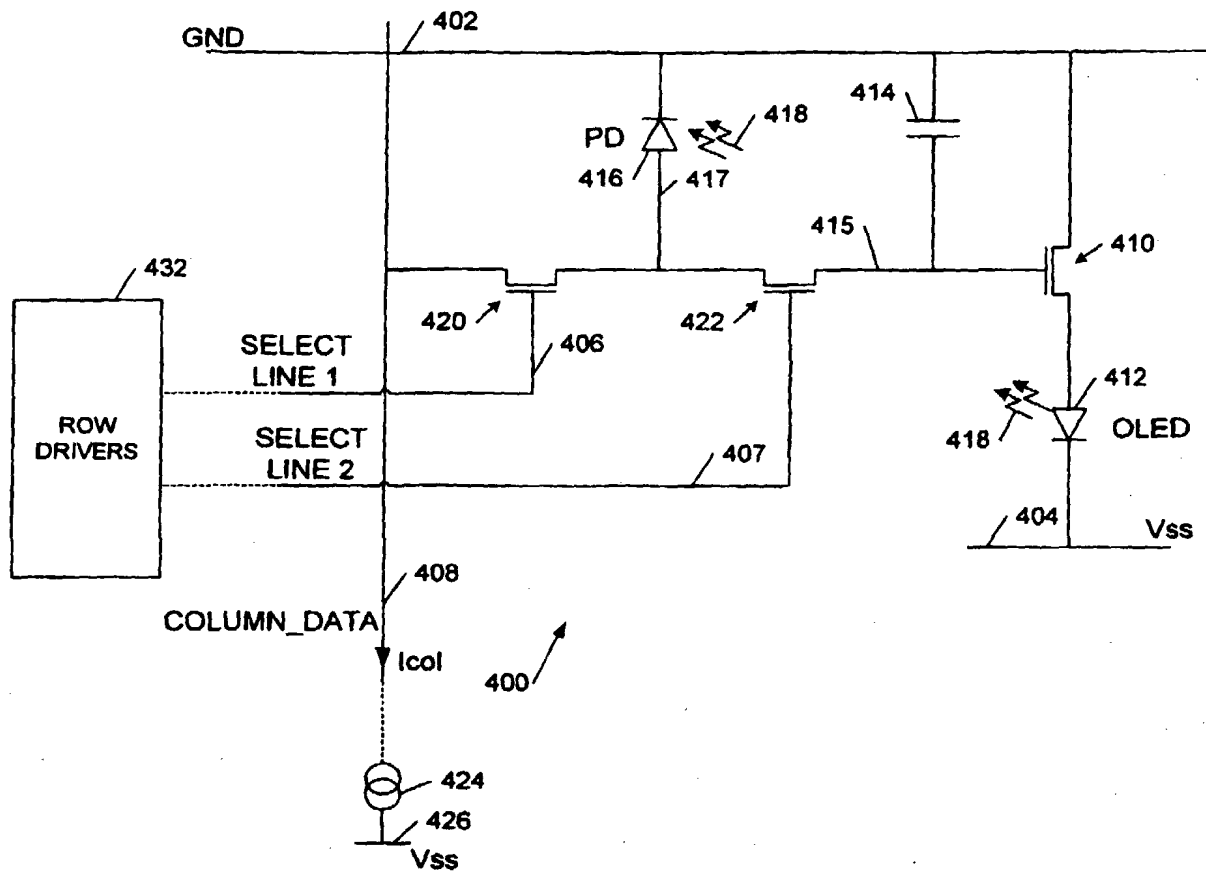 402
GND
414
418
PD
416
417
415
410
432
420
422
SELECT
LINE 1
406
412
ROW
DRIVERS
SELECT
LINE 2
418
OLED
407
404
Vss
408
COLUMN_DATA
Icol
400
424
426
Vss